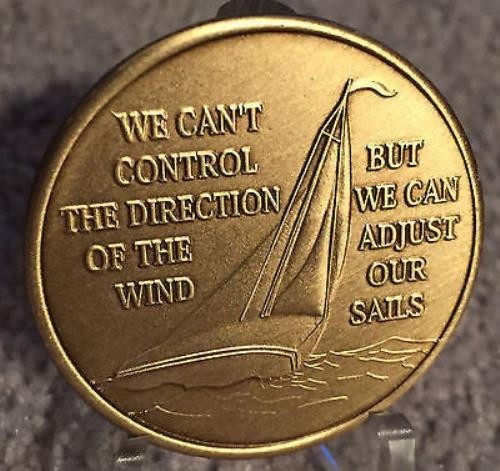 WE CAN'T
CONTROL
THE DIRECTION
OF THE
WIND
BUT
WE CAN
ADJUST
OUR
SAILS